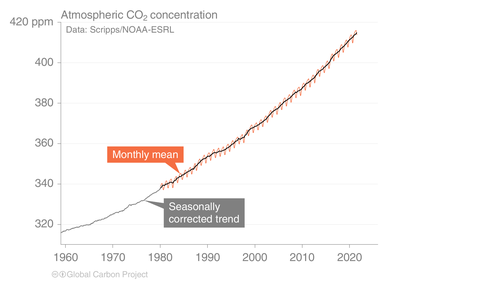 Atmospheric CO₂ concentration
420 ppm
Data: Scripps/NOAA-ESRL
400
380
360
Monthly mean
340
Seasonally
corrected trend
320
1960 1970 1980 1990 2000 2010 2020
Global Carbon Project